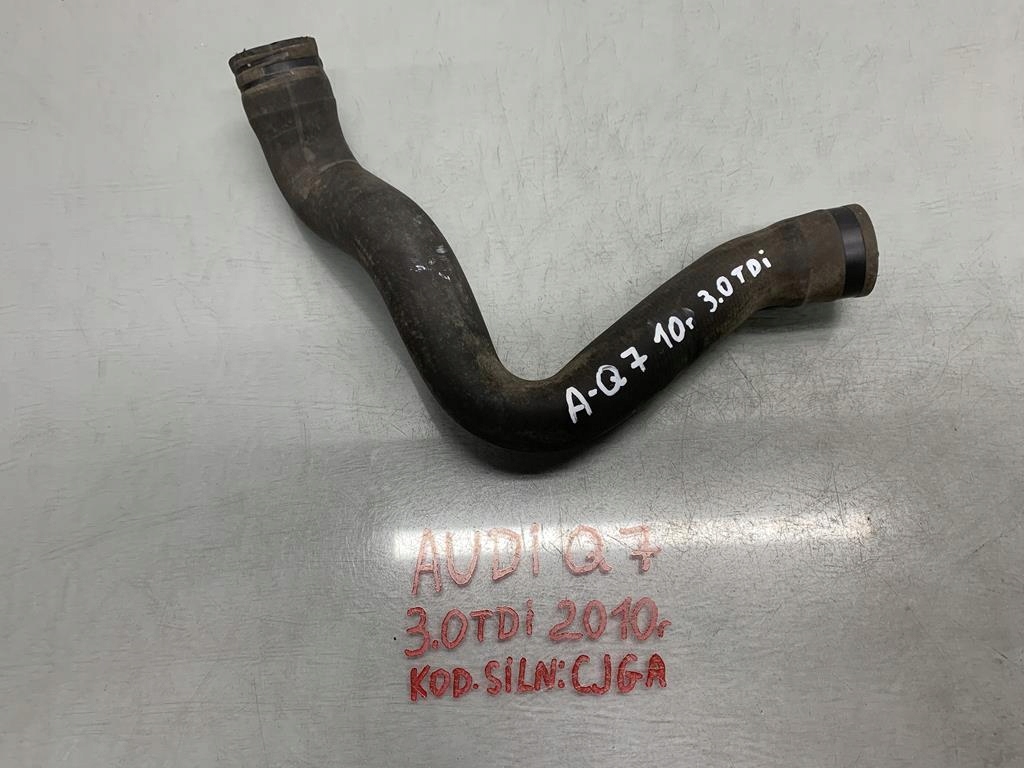 A-Q7 10r 3.0TDi
AUDI Q7
3.0TDi 2010r
KOD.SILN:CJGA